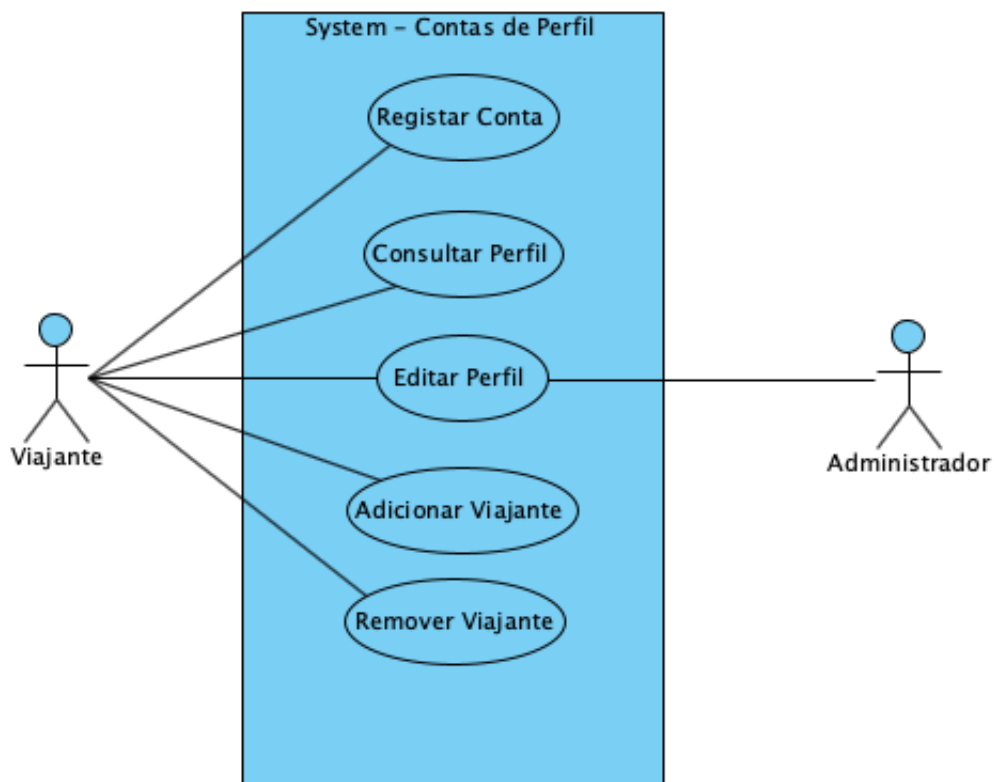 System – Contas de Perfil
Registar Conta
Consultar Perfil
Editar Perfil
Viajante
Administrador
Adicionar Viajante
Remover Viajante